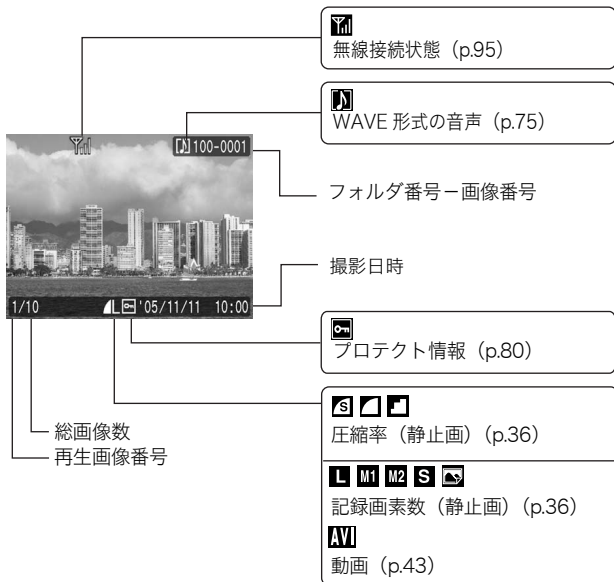 無線接続状態（p.95）
WAVE 形式の音声（p.75）
100-0001
フォルダ番号－画像番号
撮影日時
1/10 L '05/11/11 10:00
プロテクト情報（p.80）
S
圧縮率（静止画）（p.36）
L M1 M2 S
記録画素数（静止画）（p.36）
AVI
動画（p.43）
総画像数
再生画像番号